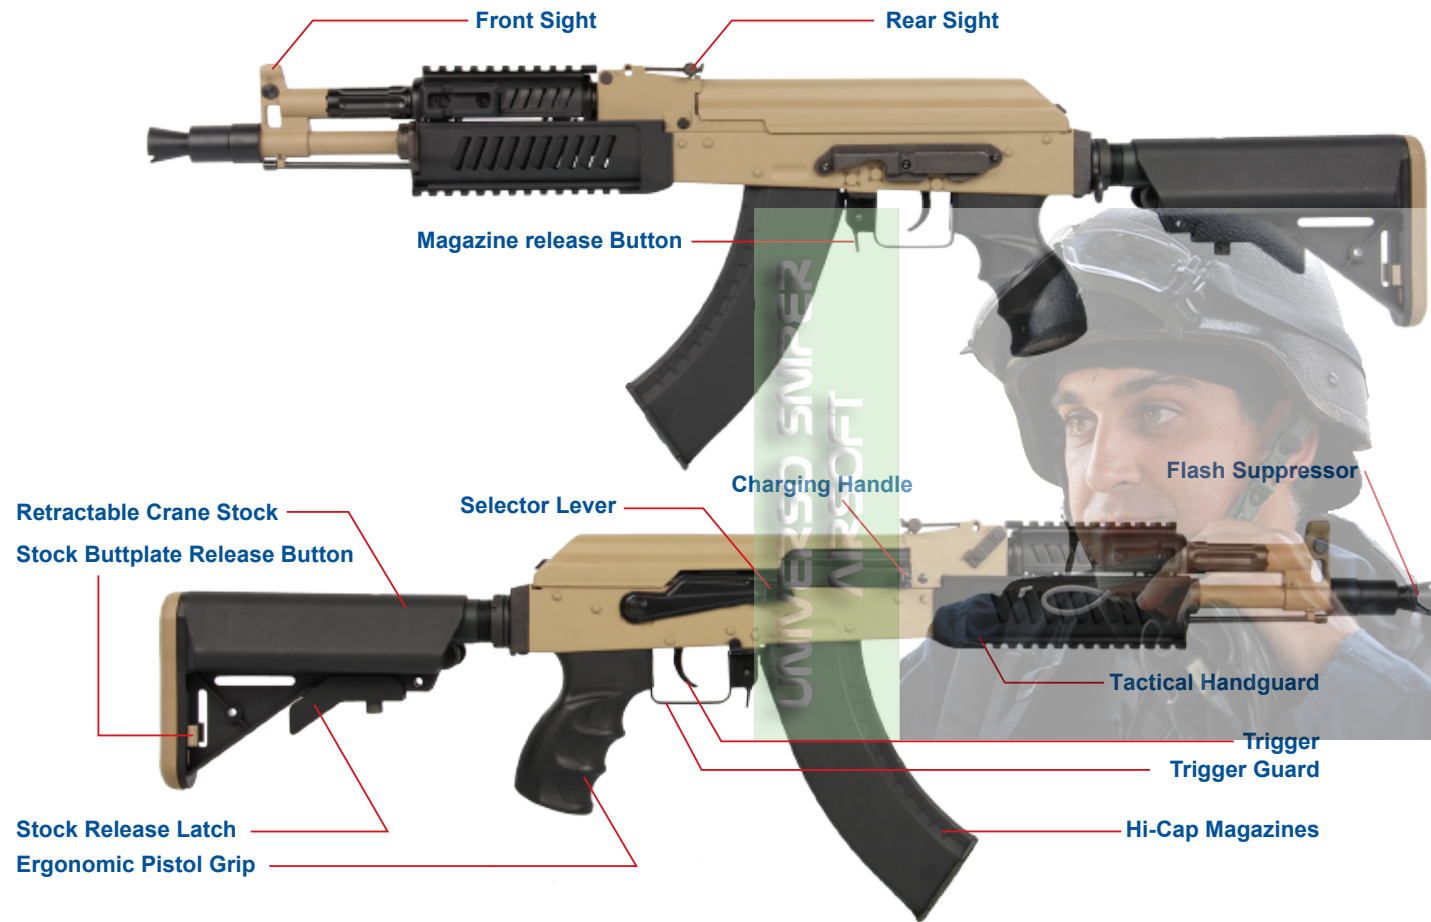 Front Sight
Rear Sight
Magazine release Button
UNIVERSO SNIPER
AIRSOFT
Flash Suppressor
Charging Handle
Selector Lever
Retractable Crane Stock
Stock Buttplate Release Button
Tactical Handguard
Trigger
Trigger Guard
Stock Release Latch
Hi-Cap Magazines
Ergonomic Pistol Grip